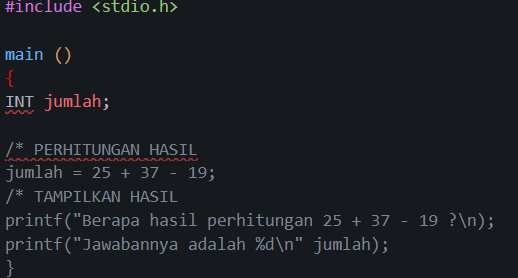 #include <stdio.h>
main ()
{
INT jumlah;
/* PERHITUNGAN HASIL
jumlah = 25 + 37 - 19;
/* TAMPILKAN HASIL
printf("Berapa hasil perhitungan 25 + 37 - 19 ?\n);
printf("Jawabannya adalah %d\n" jumlah);
}